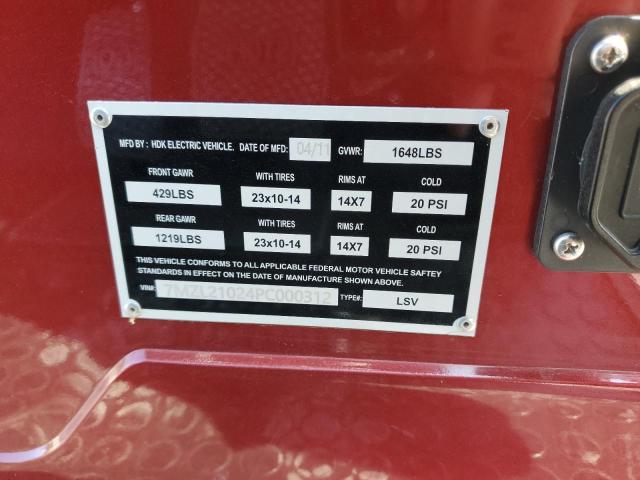 MFD BY : HDK ELECTRIC VEHICLE. DATE OF MFD: 04/11 GVWR: 1648LBS
FRONT GAWR WITH TIRES RIMS AT COLD
429LBS 23x10-14 14X7 20 PSI
REAR GAWR WITH TIRES RIMS AT COLD
1219LBS 23x10-14 14X7 20 PSI
THIS VEHICLE CONFORMS TO ALL APPLICABLE FEDERAL MOTOR VEHICLE SAFTEY
STANDARDS IN EFFECT ON THE DATE OF MANUFACTURE SHOWN ABOVE.
VIN#: 7MZL21024PC000312 TYPE#: LSV